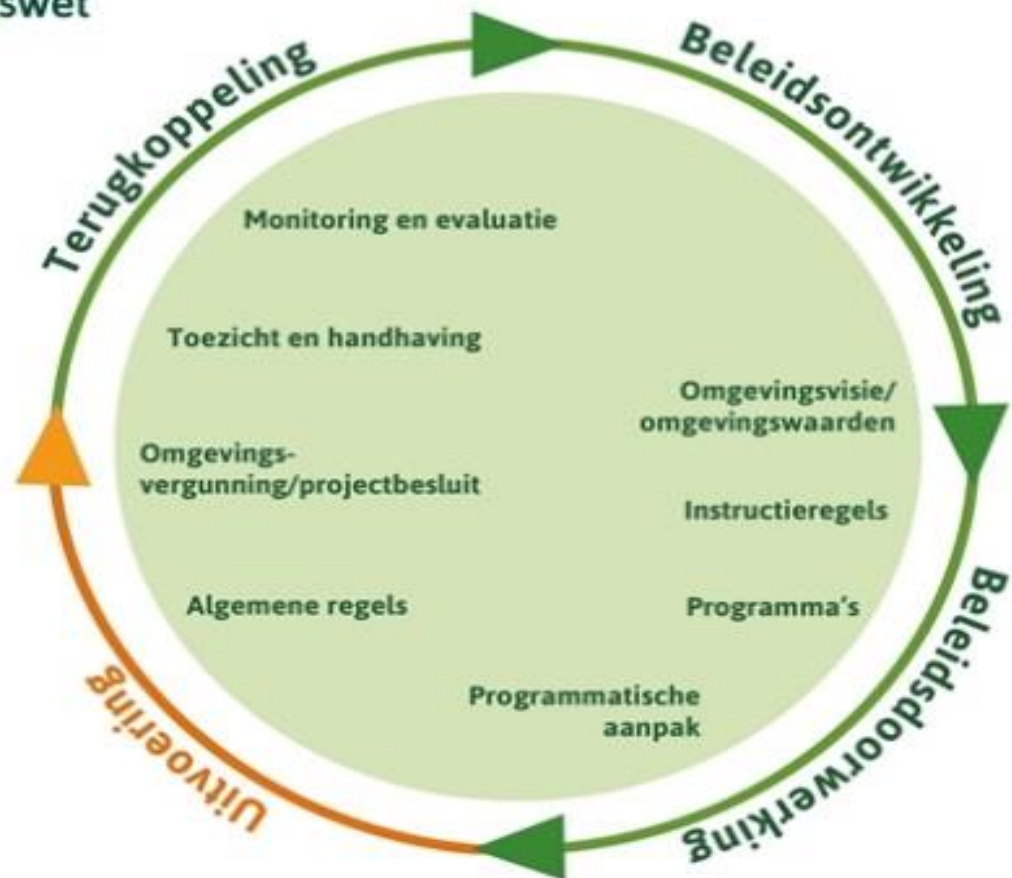 swet
Terugkoppeling
Beleidsontwikkeling
Monitoring en evaluatie
Toezicht en handhaving
Omgevingsvisie/
omgevingswaarden
Omgevings-
vergunning/projectbesluit
Instructieregels
Algemene regels
Programma's
Programmatische
aanpak
Beleidsdoorwerking
Uitvoering